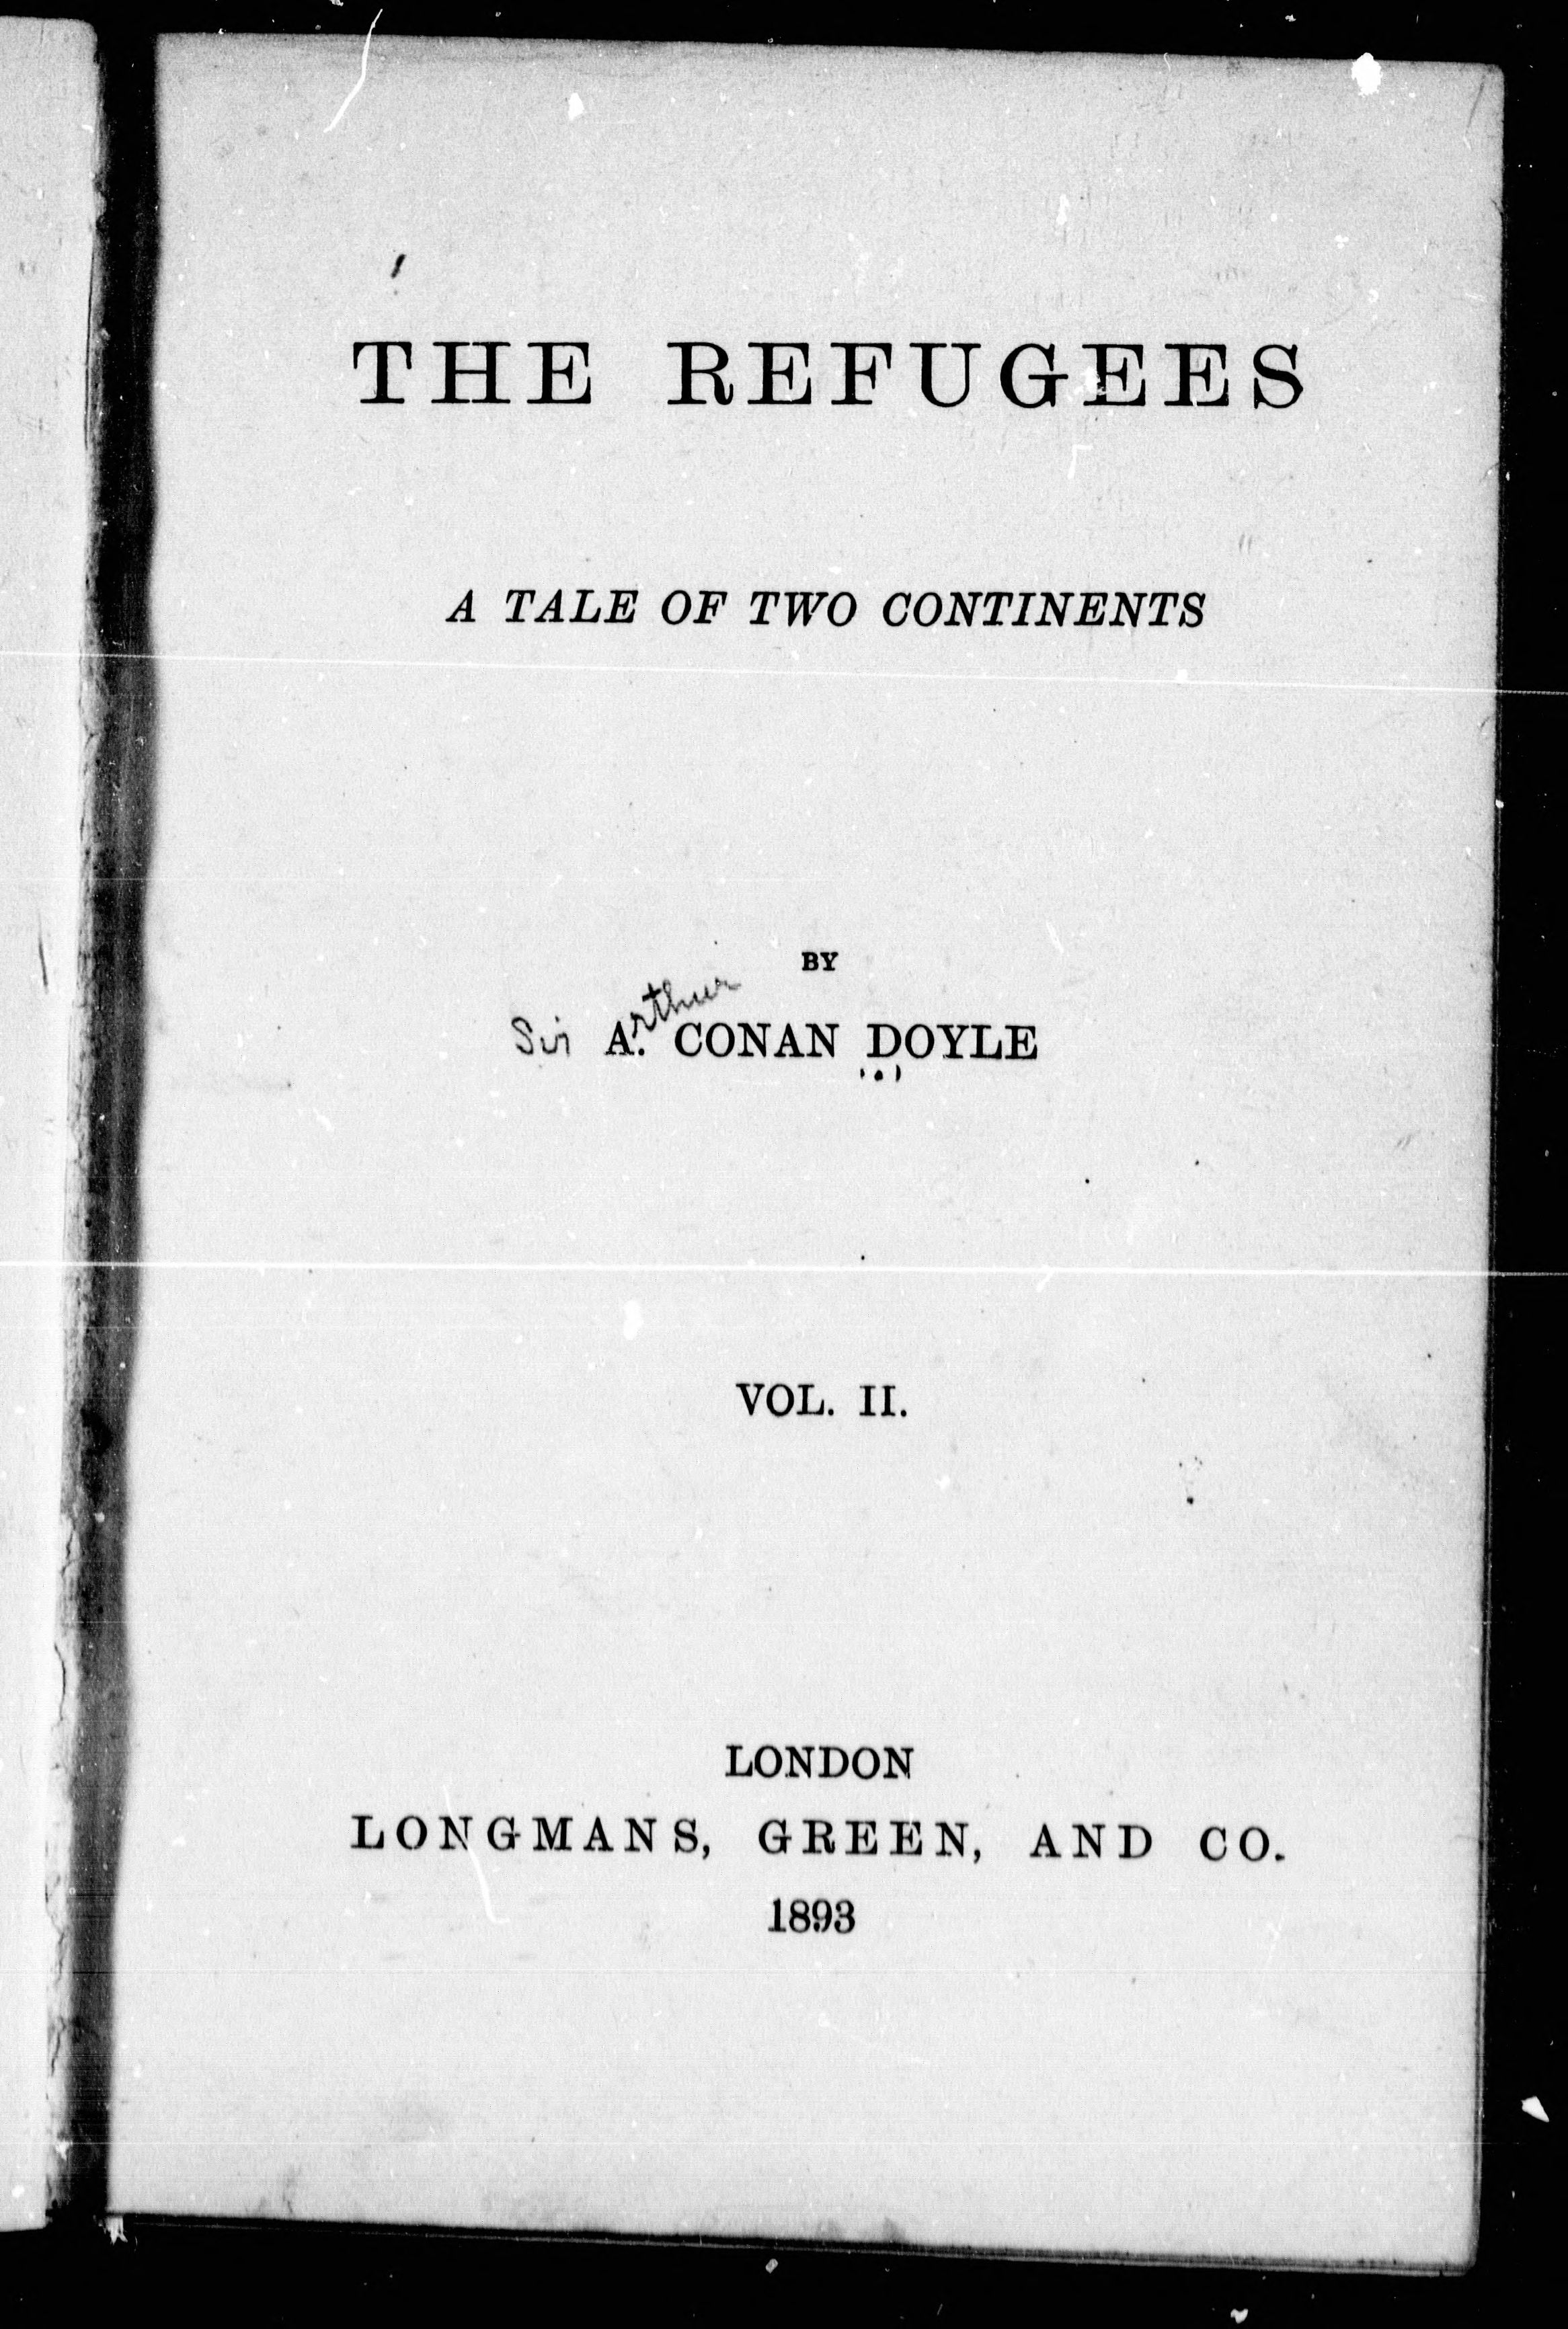 THE REFUGEES
A TALE OF TWO CONTINENTS
BY
Sir Arthur. CONAN DOYLE
VOL. II.
LONDON
LONGMANS, GREEN, AND CO.
1893